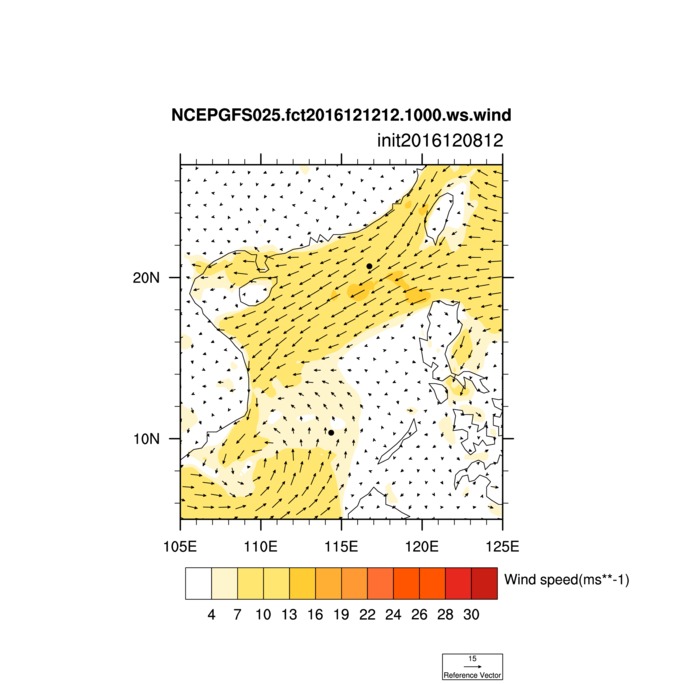 NCEPGFS025.fct2016121212.1000.ws.wind
init2016120812
20N
10N
105E 110E 115E 120E 125E
Wind speed(ms**-1)
4 7 10 13 16 19 22 24 26 28 30
15
Reference Vector